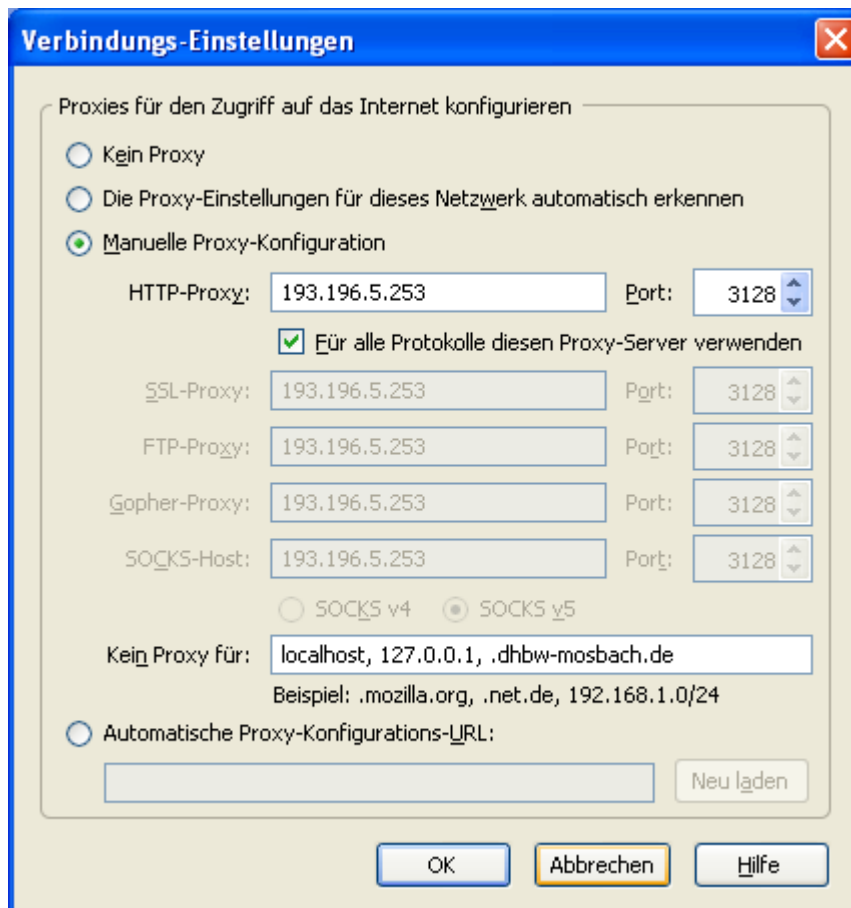 Verbindungs-Einstellungen
Proxies für den Zugriff auf das Internet konfigurieren
Kein Proxy
Die Proxy-Einstellungen für dieses Netzwerk automatisch erkennen
Manuelle Proxy-Konfiguration
HTTP-Proxy: 193.196.5.253 Port: 3128
Für alle Protokolle diesen Proxy-Server verwenden
SSL-Proxy: 193.196.5.253 Port: 3128
FTP-Proxy: 193.196.5.253 Port: 3128
Gopher-Proxy: 193.196.5.253 Port: 3128
SOCKS-Host: 193.196.5.253 Port: 3128
SOCKS v4 SOCKS v5
Kein Proxy für: localhost, 127.0.0.1, .dhbw-mosbach.de
Beispiel: .mozilla.org, .net.de, 192.168.1.0/24
Automatische Proxy-Konfigurations-URL:
Neu laden
OK Abbrechen Hilfe